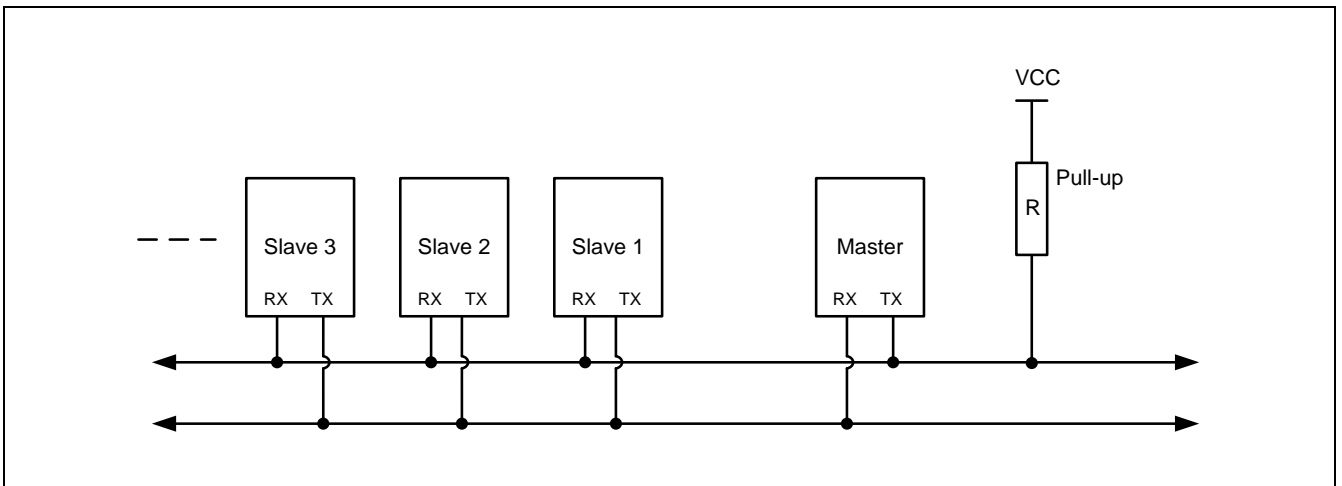 VCC
Pull-up
R
Slave 3
Slave 2
Slave 1
Master
RX TX
RX TX
RX TX
RX TX